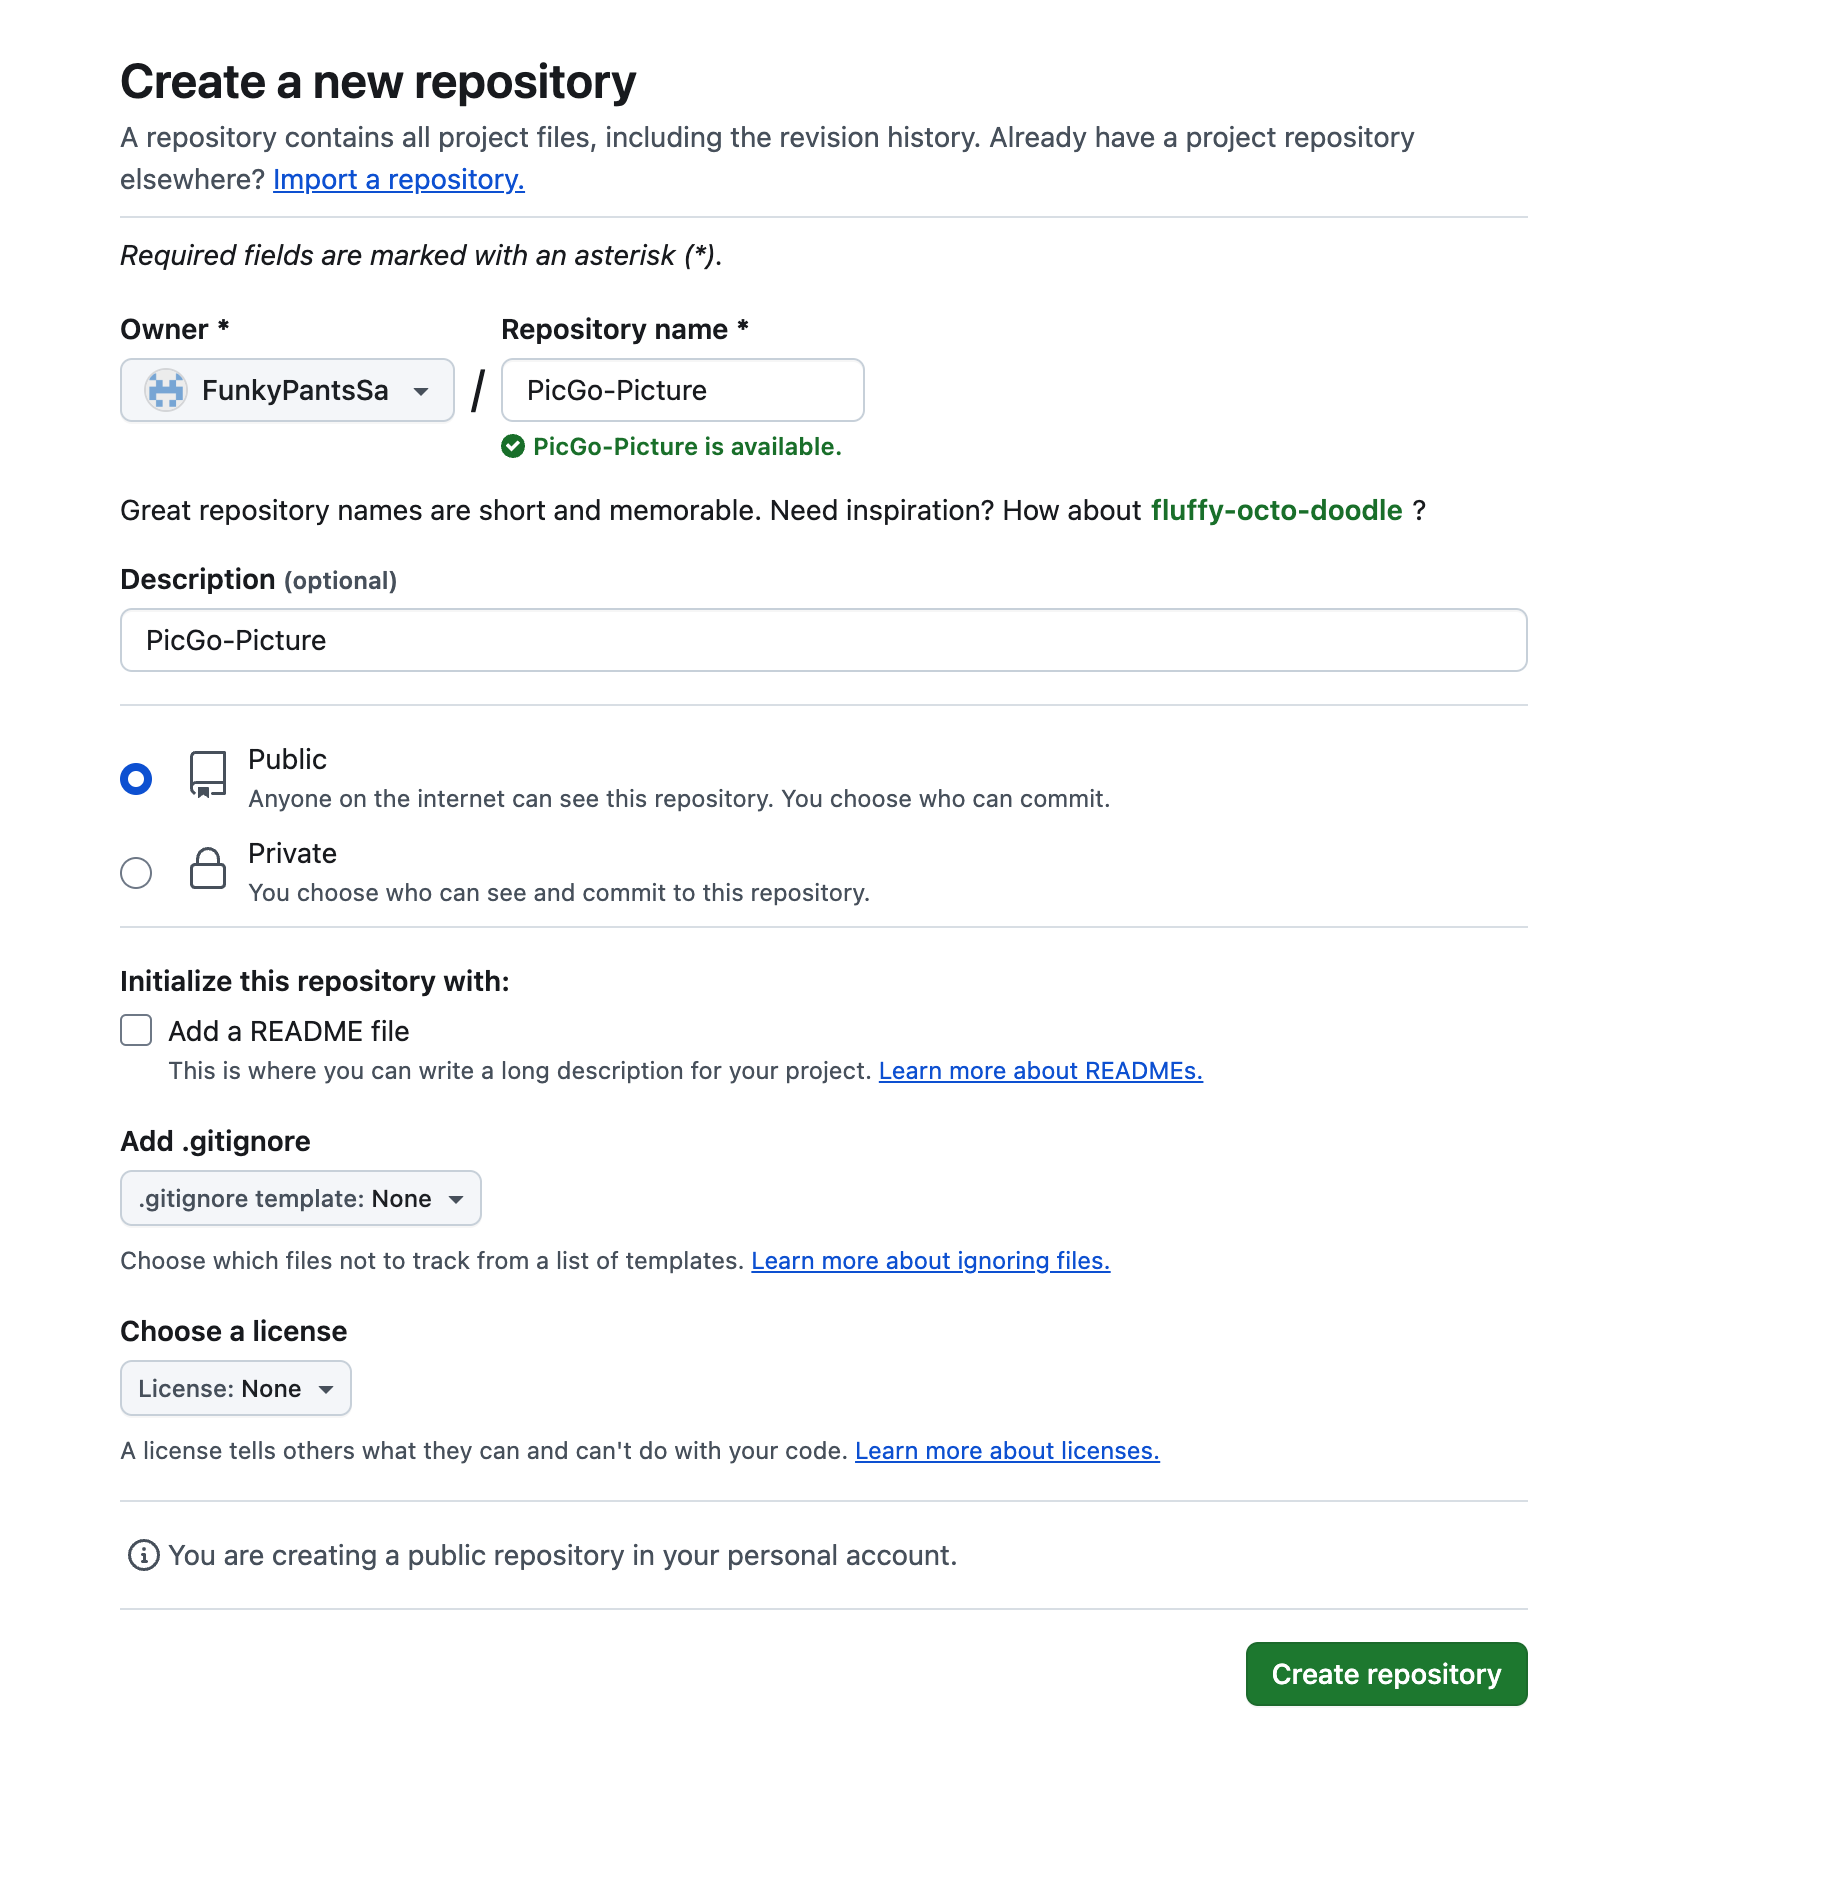 Create a new repository
A repository contains all project files, including the revision history. Already have a project repository
elsewhere? Import a repository.
Required fields are marked with an asterisk (*).
Owner *
Repository name *
FunkyPantsSa / PicGo-Picture
PicGo-Picture is available.
Great repository names are short and memorable. Need inspiration? How about fluffy-octo-doodle ?
Description (optional)
PicGo-Picture
Public
Anyone on the internet can see this repository. You choose who can commit.
Private
You choose who can see and commit to this repository.
Initialize this repository with:
Add a README file
This is where you can write a long description for your project. Learn more about READMEs.
Add .gitignore
.gitignore template: None
Choose which files not to track from a list of templates. Learn more about ignoring files.
Choose a license
License: None
A license tells others what they can and can't do with your code. Learn more about licenses.
You are creating a public repository in your personal account.
Create repository